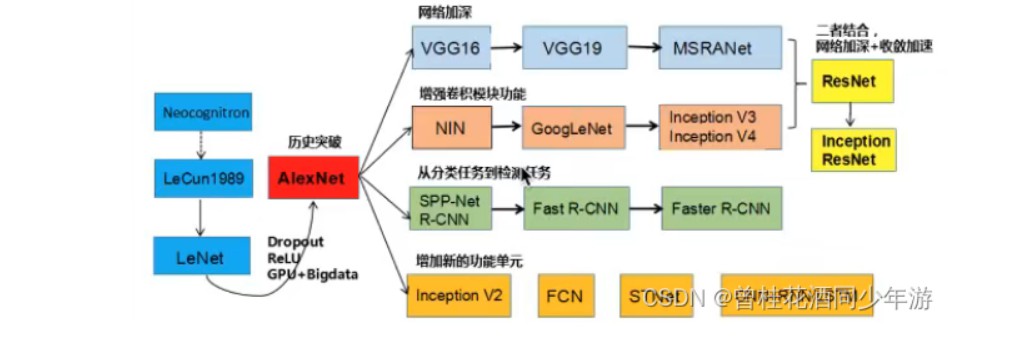 网络加深
VGG16
VGG19
MSRANet
二者结合，
网络加深+收敛加速
ResNet
Inception
ResNet
增强卷积模块功能
NIN
GoogLeNet
Inception V3
Inception V4
Neocognitron
LeCun1989
LeNet
历史突破
AlexNet
Dropout
ReLU
GPU+Bigdata
从分类任务到检测任务
SPP-Net
R-CNN
Fast R-CNN
Faster R-CNN
增加新的功能单元
Inception V2
FCN
STNet
CSDN @曾桂花酒同少年游